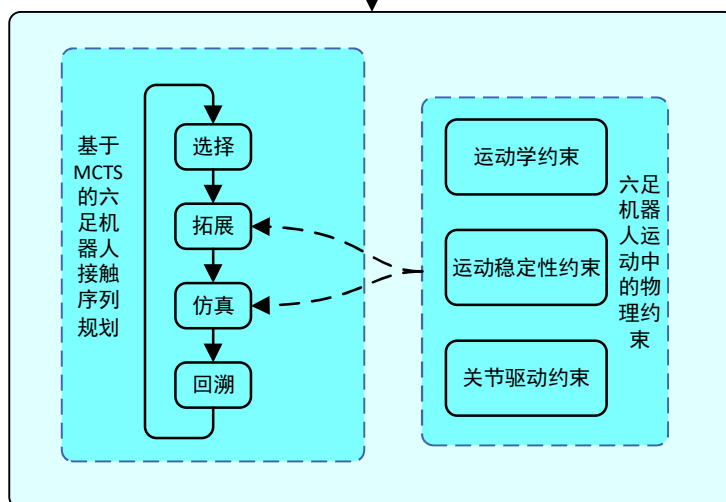 基于
MCTS
的六
足机
器人
接触
序列
规划
选择
拓展
仿真
回溯
运动学约束
运动稳定性约束
关节驱动约束
六足
机器
人运
动中
的物
理约
束